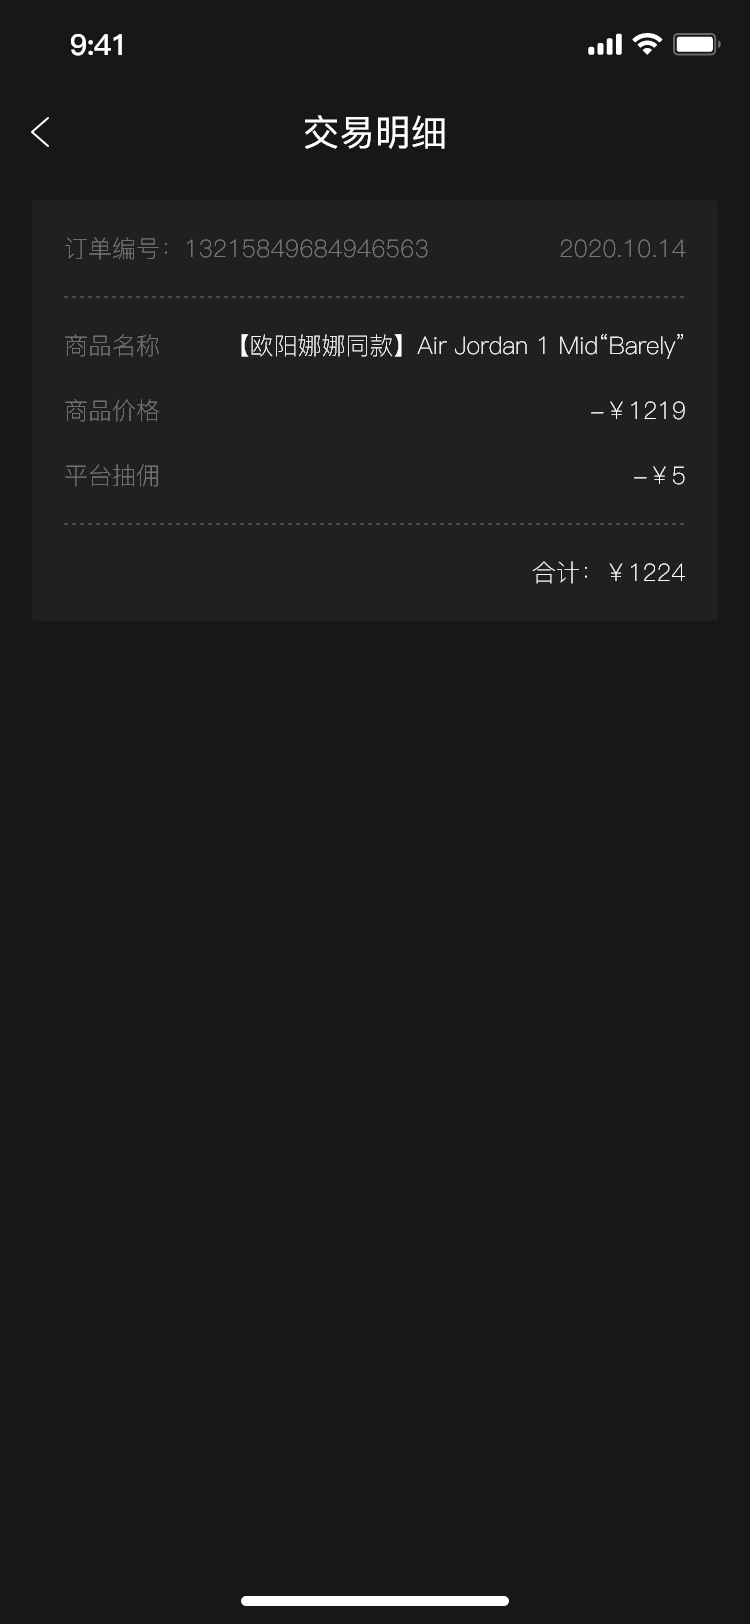 9:41
交易明细
订单编号：13215849684946563 2020.10.14
商品名称 【欧阳娜娜同款】Air Jordan 1 Mid“Barely”
商品价格 –¥1219
平台抽佣 –¥5
合计：¥1224